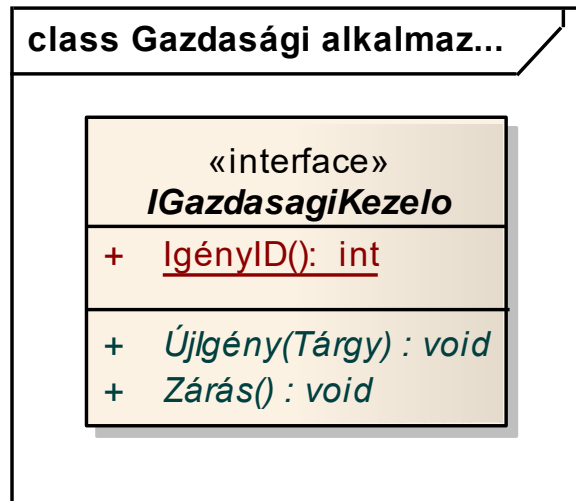 class Gazdasági alkalmaz...
«interface»
IGazdasagiKezelo
+ IgényID(): int
+ ÚjIgény(Tárgy) : void
+ Zárás() : void